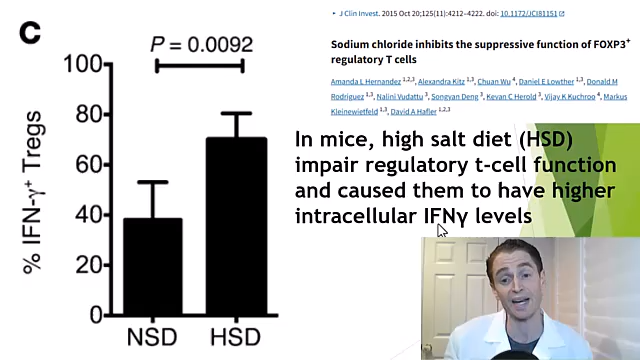 C
P = 0.0092
% IFN-γ⁺ Tregs
100
80
60
40
20
0
NSD HSD
• J Clin Invest. 2015 Oct 20;125(11):4212–4222. doi: 10.1172/JCI81151
Sodium chloride inhibits the suppressive function of FOXP3⁺
regulatory T cells
Amanda L Hernandez 1,2,3, Alexandra Kitz 1,3, Chuan Wu 4, Daniel E Lowther 1,3, Donald M
Rodriguez 1,3, Nalini Vudattu 3, Songyan Deng 3, Kevan C Herold 3, Vijay K Kuchroo 4, Markus
Kleinewietfeld 1,3, David A Hafler 1,2,3
In mice, high salt diet (HSD)
impair regulatory t-cell function
and caused them to have higher
intracellular IFNγ levels